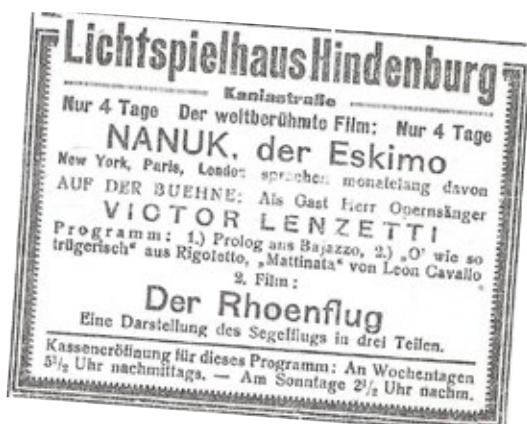 Lichtspielhaus Hindenburg
Kaniastraße
Nur 4 Tage Der weltberühmte Film: Nur 4 Tage
NANUK, der Eskimo
New York, Paris, London sprachen monatelang davon
AUF DER BUEHNE: Als Gast Herr Opernsänger
VICTOR LENZETTI
Programm: 1.) Prolog aus Bajazzo, 2.) „O' wie so
trügerisch" aus Rigoletto, „Mattinata" von Leon Cavallo
2. Film:
Der Rhoenflug
Eine Darstellung des Segelflugs in drei Teilen.
Kasseneröffnung für dieses Programm: An Wochentagen
5½ Uhr nachmittags. — Am Sonntage 2½ Uhr nachm.